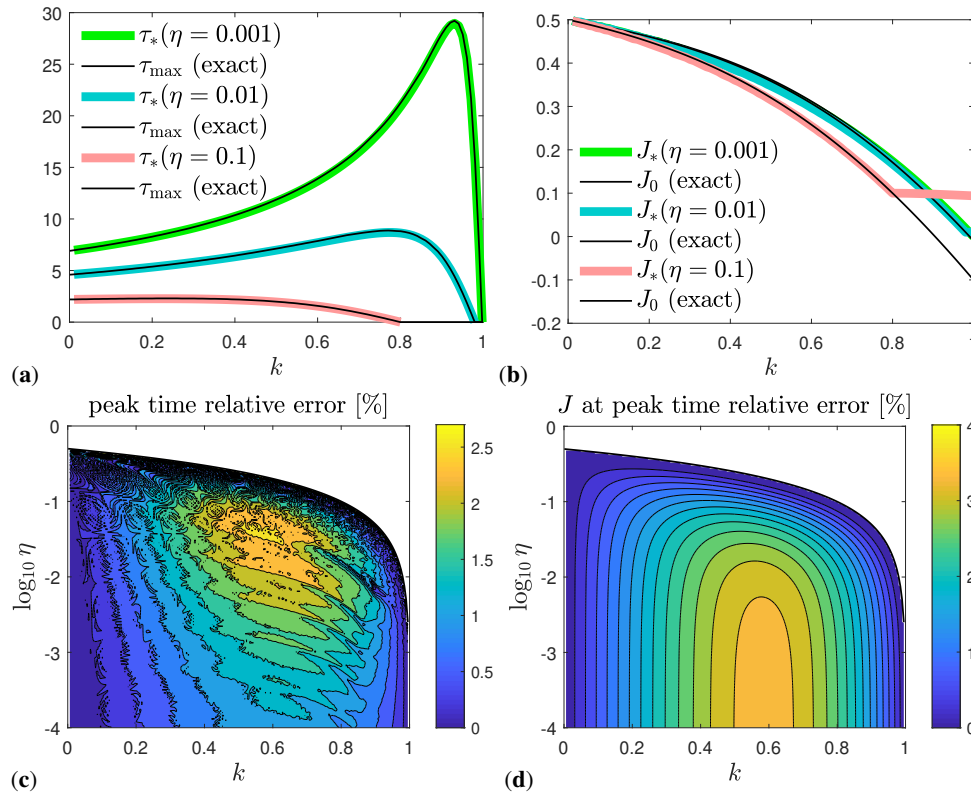 30
25
20
15
10
5
0
τ*(η = 0.001)
τmax (exact)
τ*(η = 0.01)
τmax (exact)
τ*(η = 0.1)
τmax (exact)
0 0.2 0.4 0.6 0.8 1
k
(a)
0.5
0.4
0.3
0.2
0.1
0
-0.1
-0.2
J*(η = 0.001)
J0 (exact)
J*(η = 0.01)
J0 (exact)
J*(η = 0.1)
J0 (exact)
0 0.2 0.4 0.6 0.8
k
(b)
peak time relative error [%]
0
-1
-2
-3
-4
log10 η
0 0.2 0.4 0.6 0.8 1
k
2.5
2
1.5
1
0.5
0
(c)
J at peak time relative error [%]
0
-1
-2
-3
-4
log10 η
0 0.2 0.4 0.6 0.8 1
k
4
3
2
1
0
(d)